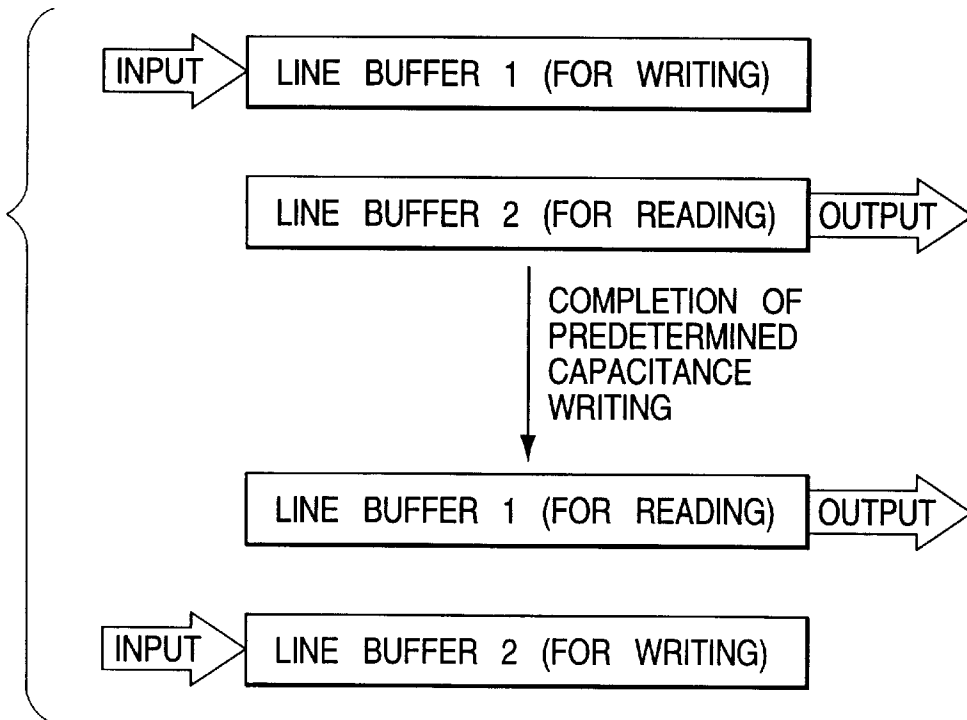 INPUT LINE BUFFER 1 (FOR WRITING)
LINE BUFFER 2 (FOR READING) OUTPUT
COMPLETION OF
PREDETERMINED
CAPACITANCE
WRITING
LINE BUFFER 1 (FOR READING) OUTPUT
INPUT LINE BUFFER 2 (FOR WRITING)